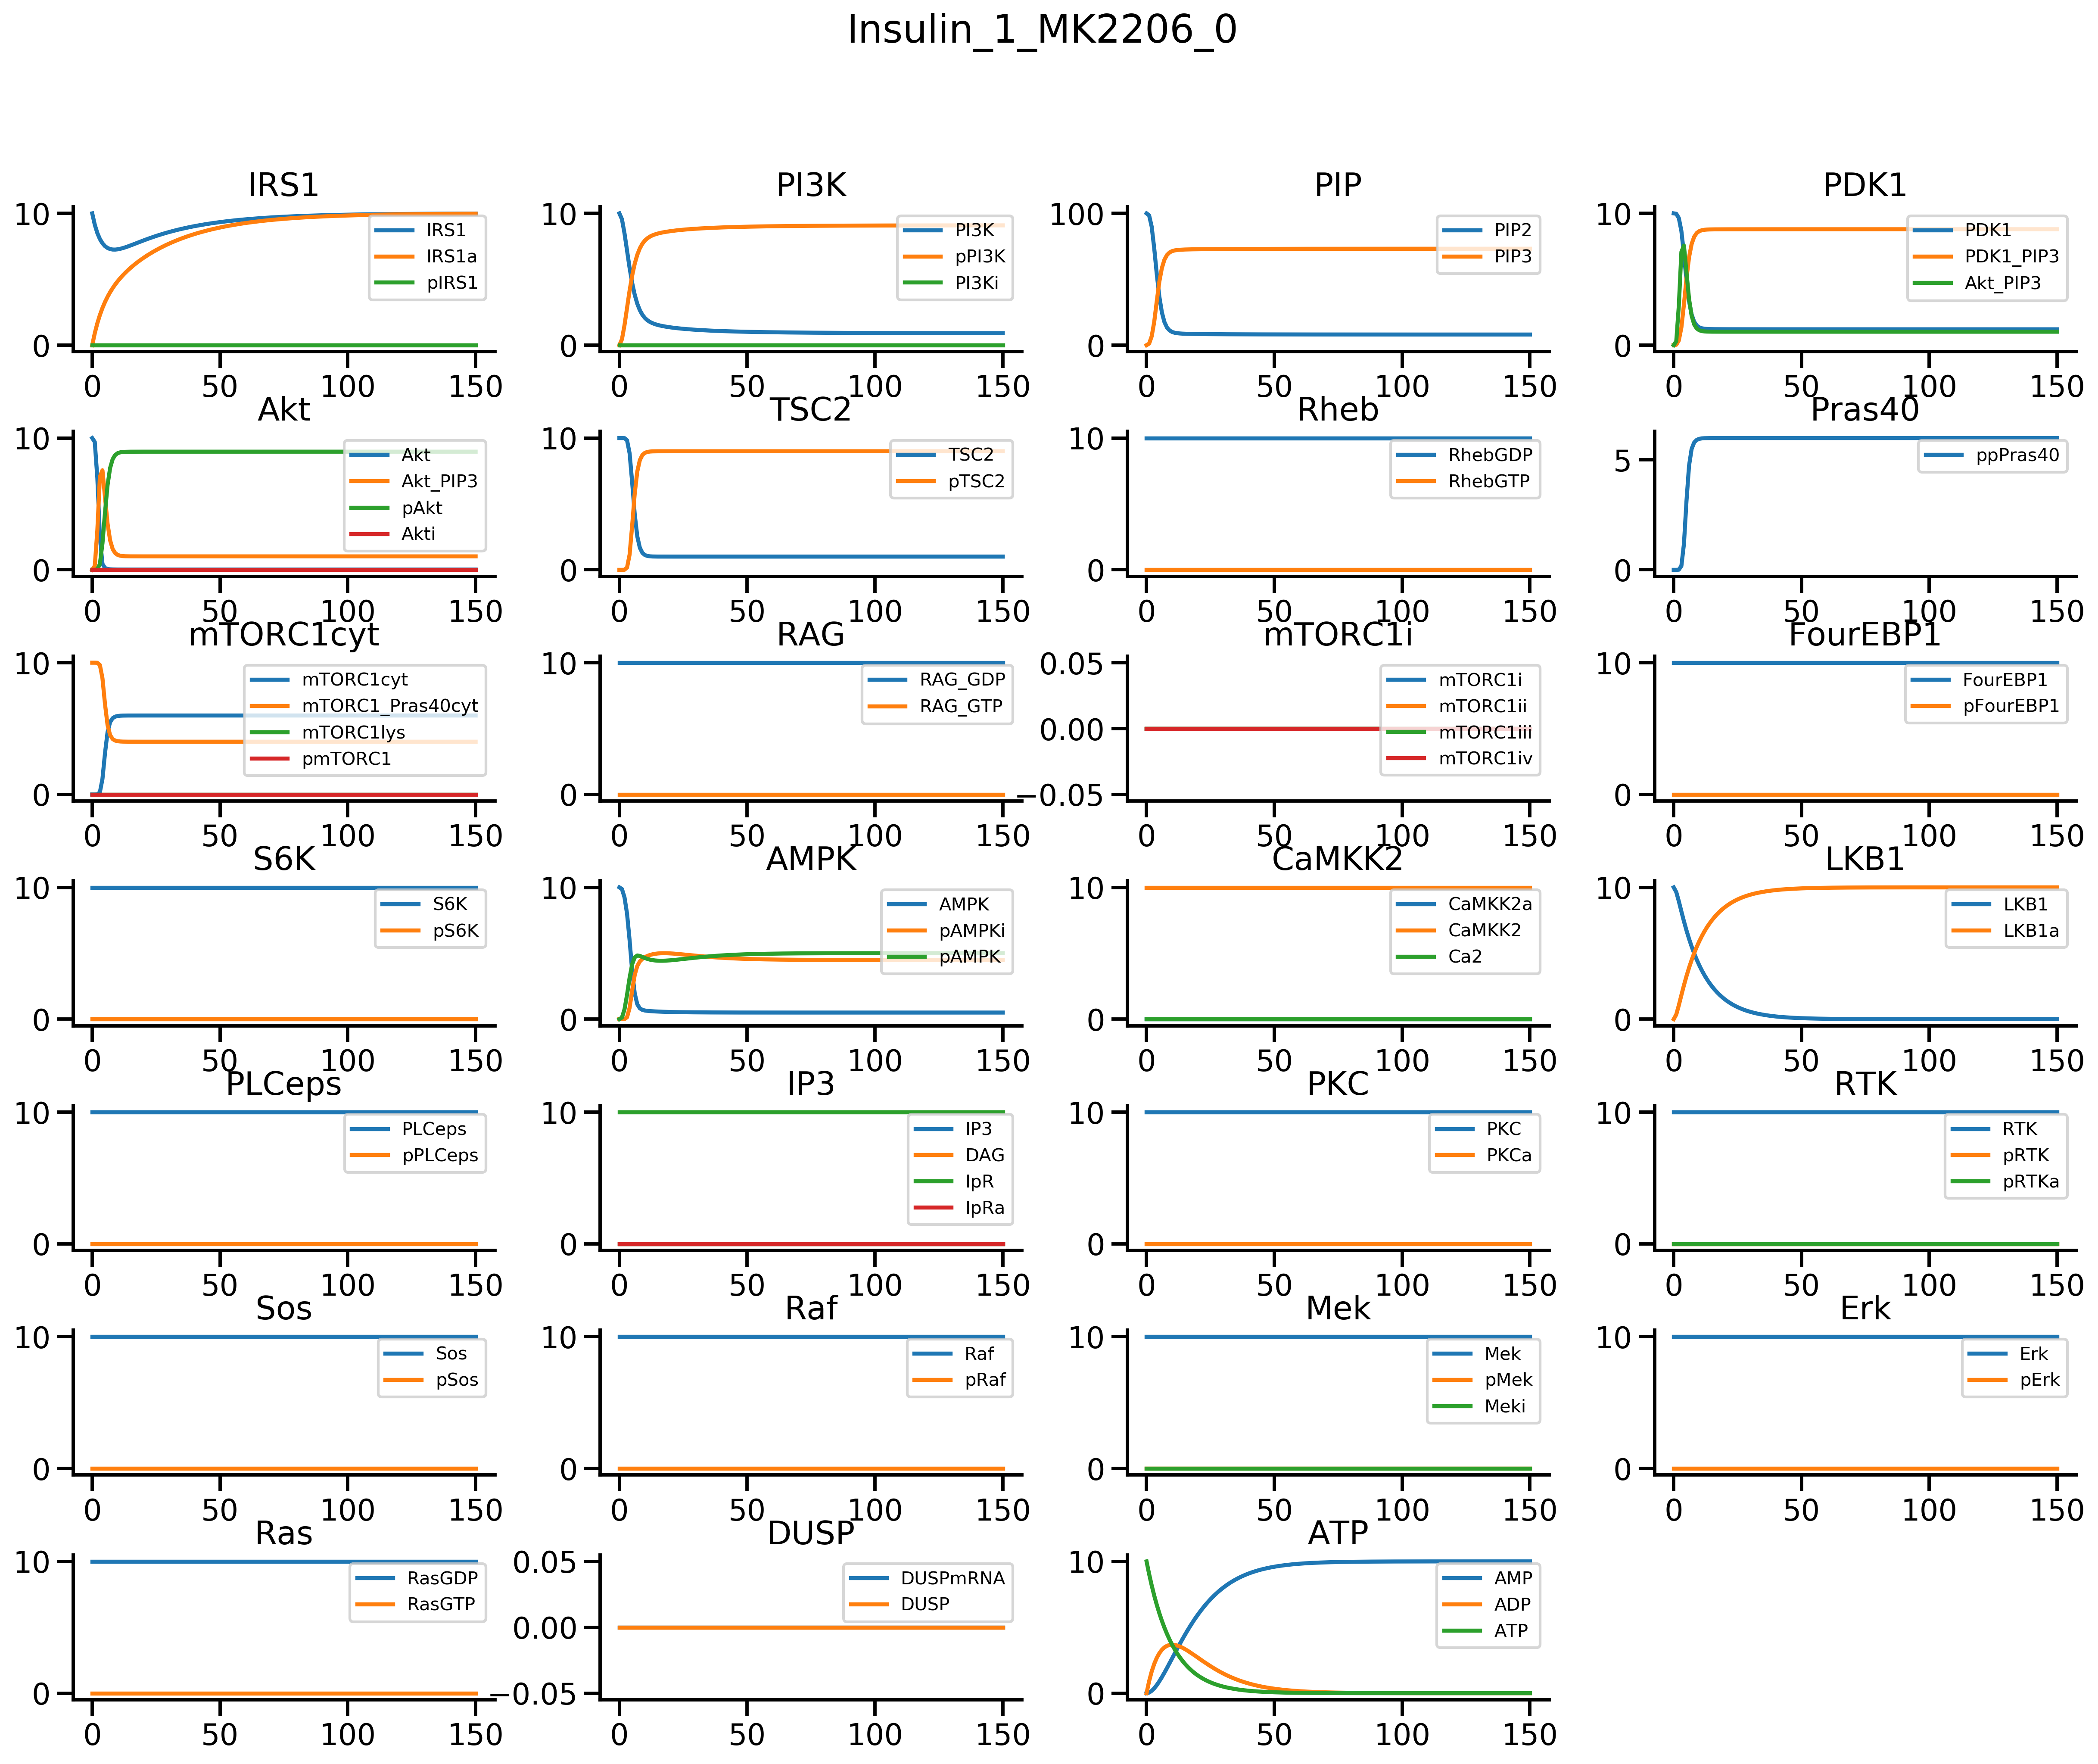 Insulin_1_MK2206_0
IRS1
10
0
0 50 100 150
IRS1
IRS1a
pIRS1
PI3K
10
0
0 50 100 150
PI3K
pPI3K
PI3Ki
PIP
100
0
0 50 100 150
PIP2
PIP3
PDK1
10
0
0 50 100 150
PDK1
PDK1_PIP3
Akt_PIP3
Akt
10
0
0 50 100 150
Akt
Akt_PIP3
pAkt
Akti
TSC2
10
0
0 50 100 150
TSC2
pTSC2
Rheb
10
0
0 50 100 150
RhebGDP
RhebGTP
Pras40
5
0
0 50 100 150
ppPras40
mTORC1cyt
10
0
0 50 100 150
mTORC1cyt
mTORC1_Pras40cyt
mTORC1lys
pmTORC1
RAG
10
0
0 50 100 150
RAG_GDP
RAG_GTP
mTORC1i
0.05
0.00
−0.05
0 50 100 150
mTORC1i
mTORC1ii
mTORC1iii
mTORC1iv
FourEBP1
10
0
0 50 100 150
FourEBP1
pFourEBP1
S6K
10
0
0 50 100 150
S6K
pS6K
AMPK
10
0
0 50 100 150
AMPK
pAMPKi
pAMPK
CaMKK2
10
0
0 50 100 150
CaMKK2a
CaMKK2
Ca2
LKB1
10
0
0 50 100 150
LKB1
LKB1a
PLCeps
10
0
0 50 100 150
PLCeps
pPLCeps
IP3
10
0
0 50 100 150
IP3
DAG
IpR
IpRa
PKC
10
0
0 50 100 150
PKC
PKCa
RTK
10
0
0 50 100 150
RTK
pRTK
pRTKa
Sos
10
0
0 50 100 150
Sos
pSos
Raf
10
0
0 50 100 150
Raf
pRaf
Mek
10
0
0 50 100 150
Mek
pMek
Meki
Erk
10
0
0 50 100 150
Erk
pErk
Ras
10
0
0 50 100 150
RasGDP
RasGTP
DUSP
0.05
0.00
−0.05
0 50 100 150
DUSPmRNA
DUSP
ATP
10
0
0 50 100 150
AMP
ADP
ATP